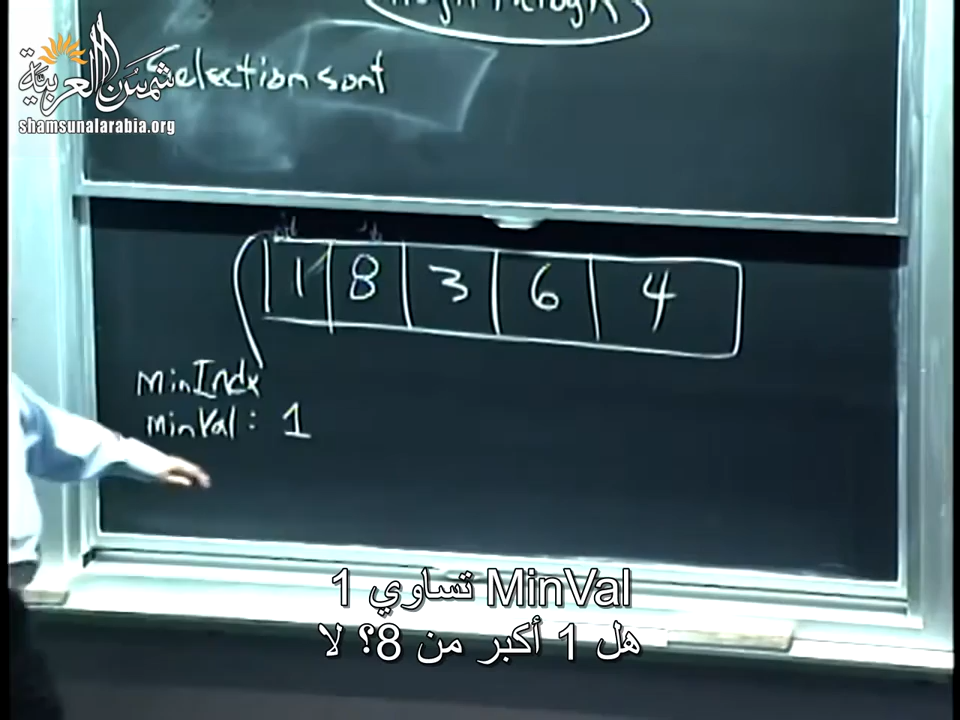 شمس العربية
shamsunalarabia.org
Selection sort
1 8 3 6 4
MinIndx
minVal: 1
MinVal تساوي 1
هل 1 أكبر من 8؟ لا